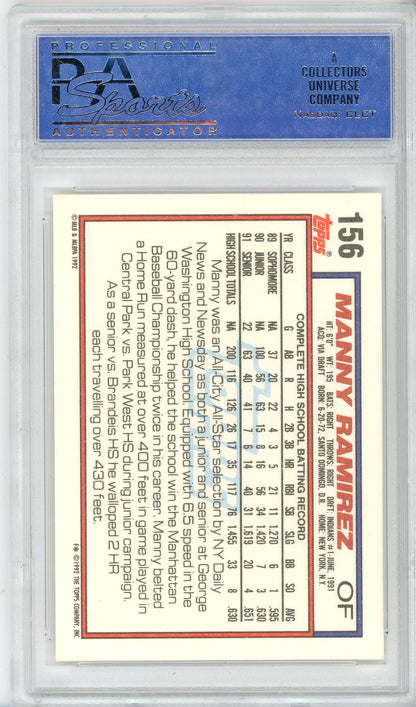 PROFESSIONAL
PSA
Sports
AUTHENTICATOR
A
COLLECTORS
UNIVERSE
COMPANY
NASDAQ: CLCT
156
topps®
MANNY RAMIREZ OF
HT: 6'0" WT: 195 BATS: RIGHT THROWS: RIGHT DRAFT: INDIANS #1-JUNE, 1991
ACQ: VIA DRAFT BORN: 6-20-72, SANTO DOMINGO, D.R. HOME: NEW YORK, N.Y.
COMPLETE HIGH SCHOOL BATTING RECORD
YR CLASS G AB R H 2B 3B HR RBI SB SLG BB SO AVG
89 SOPHOMORE NA 37 20 22 4 3 5 21 11 1.270 6 1 .595
90 JUNIOR NA 100 56 63 15 8 16 56 34 1.420 7 3 .630
91 SENIOR 22 63 40 41 7 6 14 40 31 1.619 20 4 .651
HIGH SCHOOL TOTALS NA 200 116 126 26 17 35 117 76 1.455 33 8 .630
Manny was an All-City All-Star selection by NY Daily
News and Newsday as both a junior and senior at George
Washington High School. Equipped with 6.5 speed in the
60-yard dash, he helped the school win the Manhattan
Baseball Championship twice in his career. Manny belted
a Home Run measured at over 400 feet in game played in
Central Park vs. Park West HS during junior campaign.
As a senior vs. Brandeis HS he walloped 2 HR
each travelling over 430 feet.
© MLB & MLBPA 1992
F* © 1992 THE TOPPS COMPANY, INC.